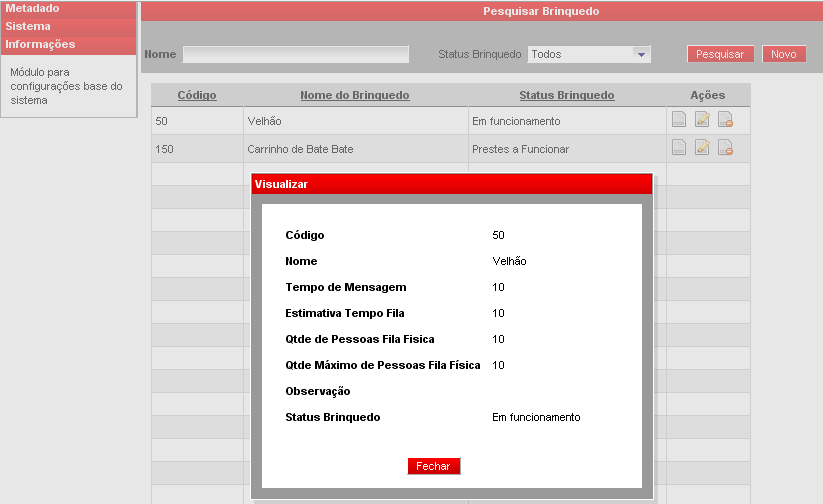 Metadado
Sistema
Informações
Módulo para
configurações base do
sistema
Pesquisar Brinquedo
Nome Status Brinquedo Todos Pesquisar Novo
Código Nome do Brinquedo Status Brinquedo Ações
50 Velhão Em funcionamento
150 Carrinho de Bate Bate Prestes a Funcionar
Visualizar
Código 50
Nome Velhão
Tempo de Mensagem 10
Estimativa Tempo Fila 10
Qtde de Pessoas Fila Fisica 10
Qtde Máximo de Pessoas Fila Física 10
Observação
Status Brinquedo Em funcionamento
Fechar